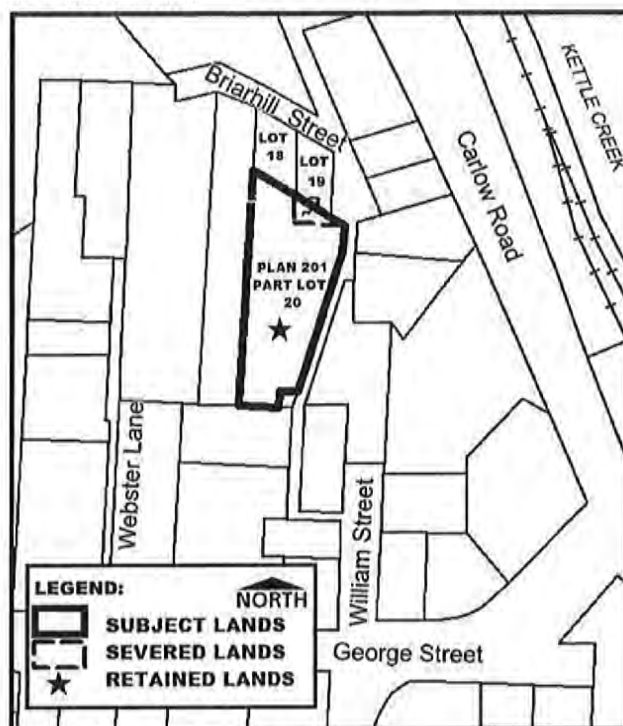 KETTLE CREEK
Briarhill Street
LOT
18
LOT
19
Carlow Road
PLAN 201
PART LOT
20
Webster Lane
William Street
LEGEND:
NORTH
SUBJECT LANDS
SEVERED LANDS
RETAINED LANDS
George Street